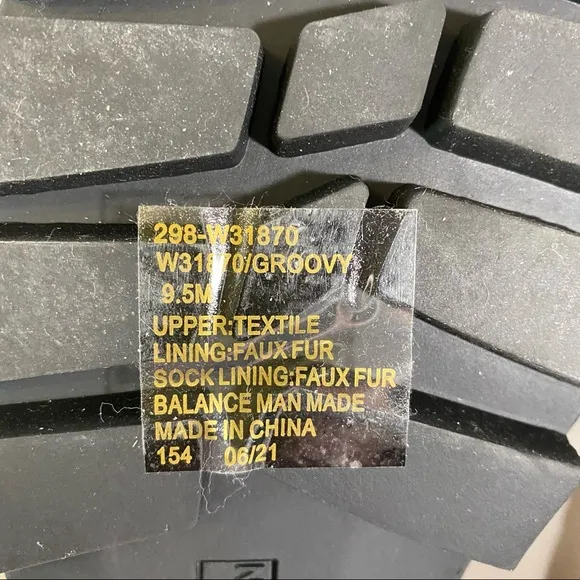 298-W31870
W31870/GROOVY
9.5M
UPPER:TEXTILE
LINING:FAUX FUR
SOCK LINING:FAUX FUR
BALANCE MAN MADE
MADE IN CHINA
154 06/21